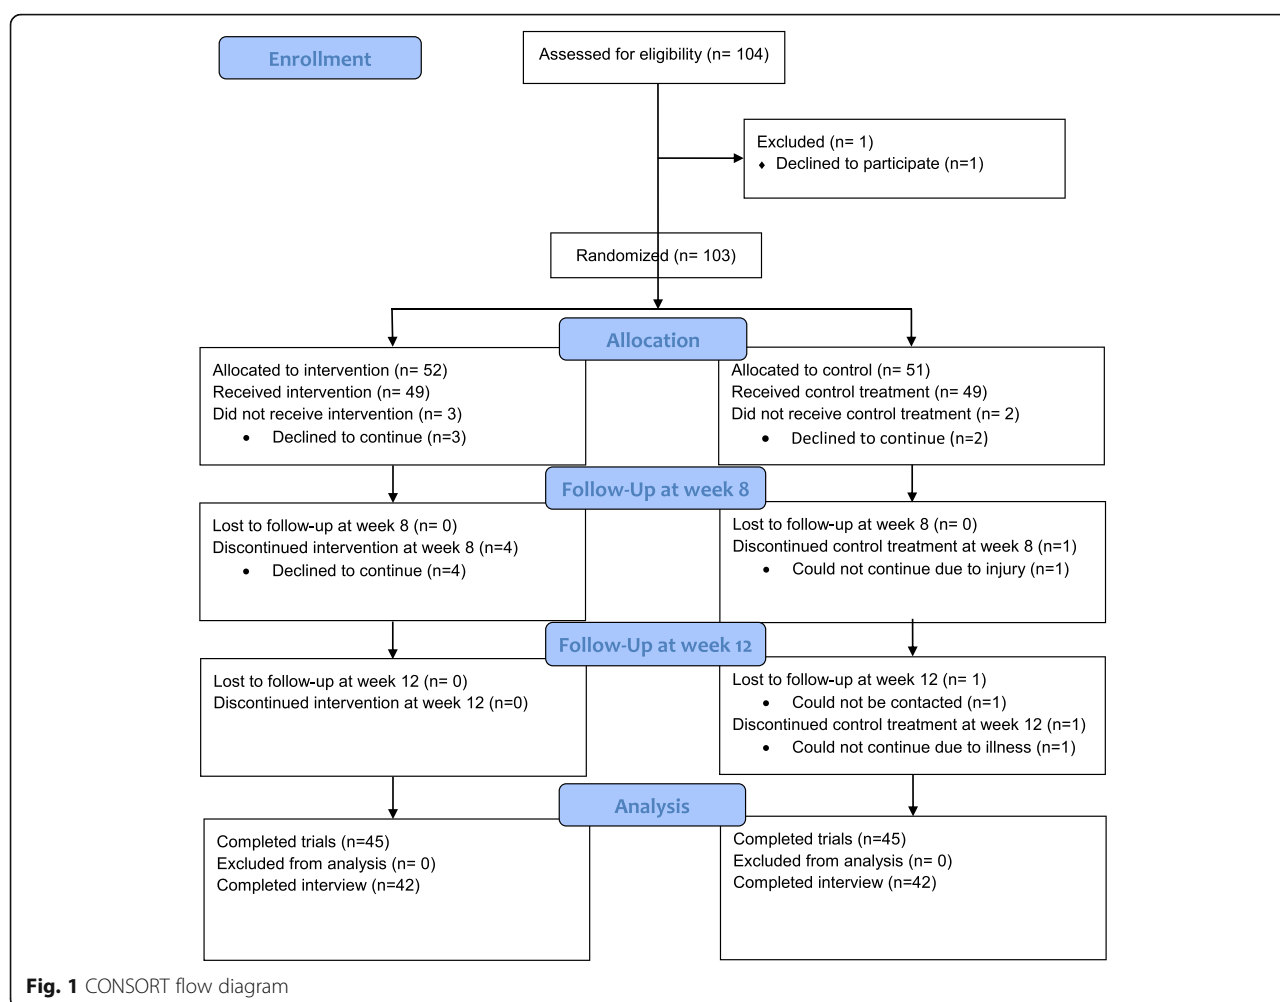 Enrollment
Assessed for eligibility (n= 104)
Excluded (n= 1)
♦ Declined to participate (n=1)
Randomized (n= 103)
Allocation
Allocated to intervention (n= 52)
Received intervention (n= 49)
Did not receive intervention (n= 3)
• Declined to continue (n=3)
Allocated to control (n= 51)
Received control treatment (n= 49)
Did not receive control treatment (n= 2)
• Declined to continue (n=2)
Follow-Up at week 8
Lost to follow-up at week 8 (n= 0)
Discontinued intervention at week 8 (n=4)
• Declined to continue (n=4)
Lost to follow-up at week 8 (n= 0)
Discontinued control treatment at week 8 (n=1)
• Could not continue due to injury (n=1)
Follow-Up at week 12
Lost to follow-up at week 12 (n= 0)
Discontinued intervention at week 12 (n=0)
Lost to follow-up at week 12 (n= 1)
• Could not be contacted (n=1)
Discontinued control treatment at week 12 (n=1)
• Could not continue due to illness (n=1)
Analysis
Completed trials (n=45)
Excluded from analysis (n= 0)
Completed interview (n=42)
Completed trials (n=45)
Excluded from analysis (n= 0)
Completed interview (n=42)
Fig. 1 CONSORT flow diagram